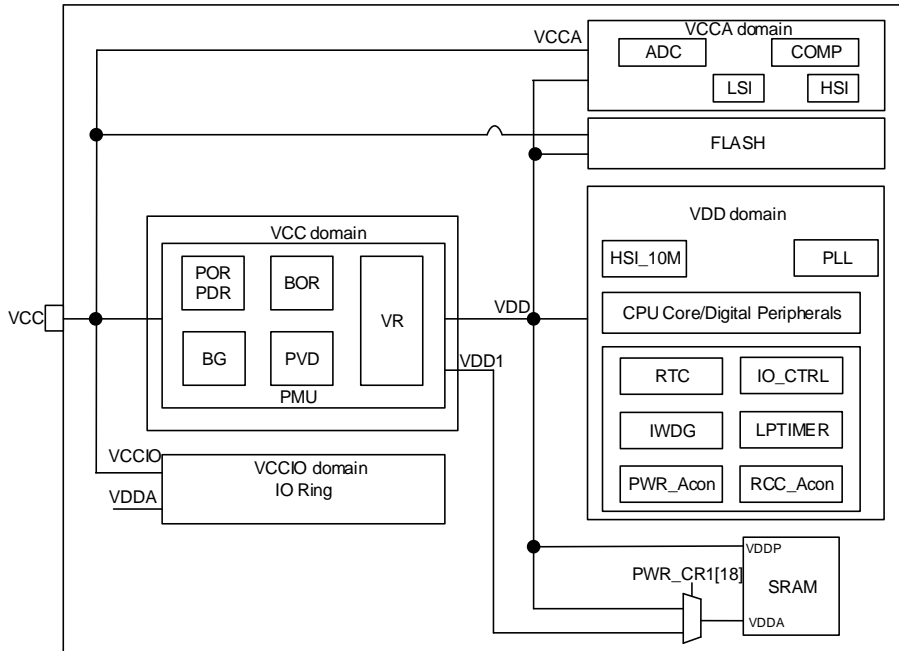 VCCA domain
VCCA
ADC
COMP
LSI
HSI
FLASH
VCC domain
POR
PDR
BOR
VR
BG
PVD
PMU
VCC
VDD
VDD1
VDD domain
HSI_10M
PLL
CPU Core/Digital Peripherals
RTC
IO_CTRL
IWDG
LPTIMER
PWR_Acon
RCC_Acon
VCCIO
VCCIO domain
IO Ring
VDDA
PWR_CR1[18]
VDDP
SRAM
VDDA